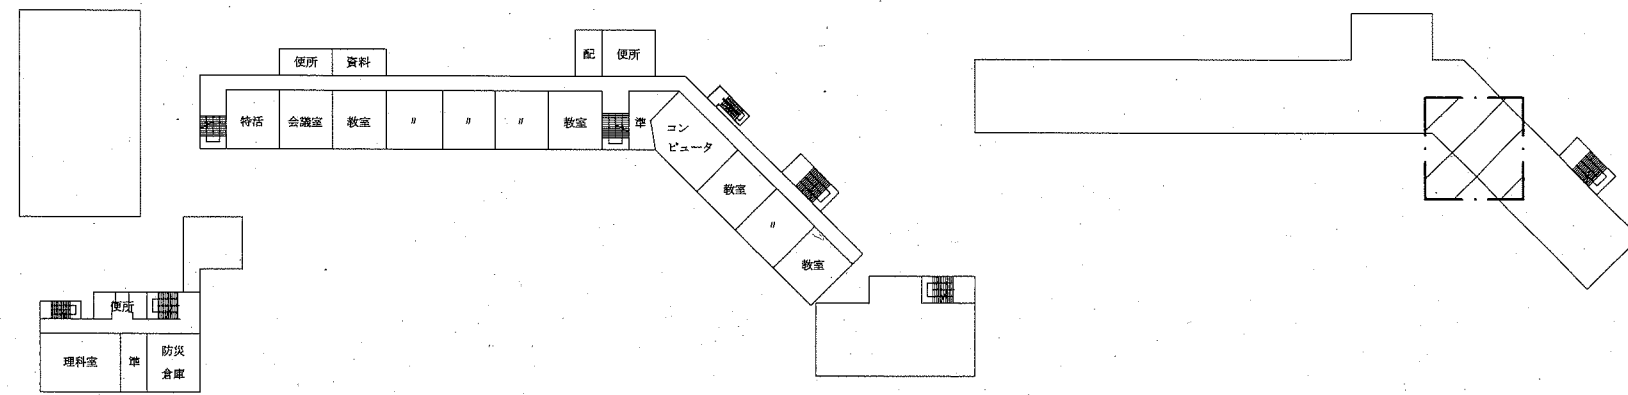 配 便所
便所 資料
特活 会議室 教室 〃 〃 〃 教室 準
コン
ピュータ
教室
〃
教室
便所
理科室 準 防災
倉庫